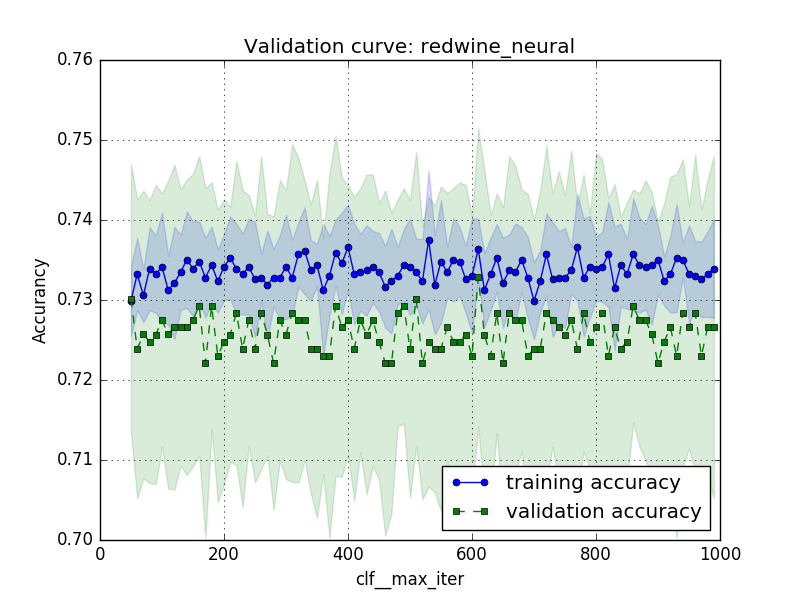 Validation curve: redwine_neural
0.76
0.75
0.74
0.73
0.72
0.71
0.70
Accurancy
training accuracy
validation accuracy
0 200 400 600 800 1000
clf__max_iter